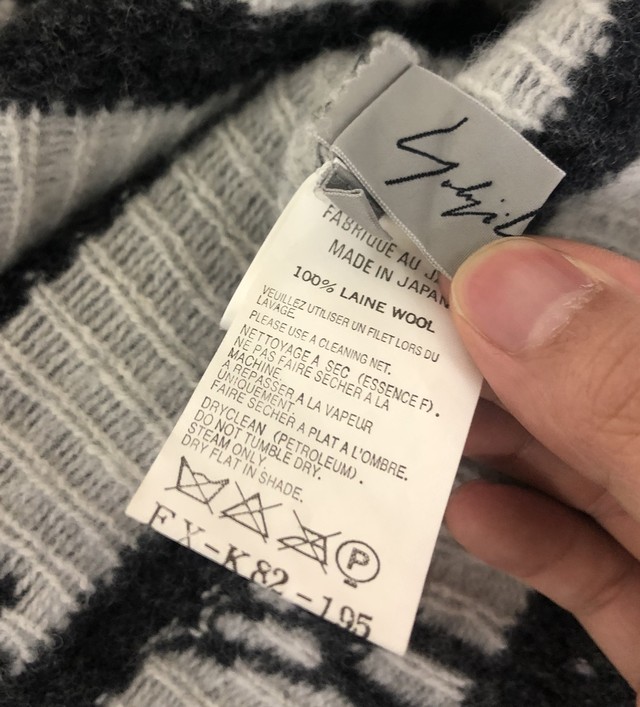 FABRIQUE AU
MADE IN JAPAN
100% LAINE WOOL
VEUILLEZ UTILISER UN FILET LORS DU
LAVAGE
PLEASE USE A CLEANING NET.
NETTOYAGE A SEC (ESSENCE F).
NE PAS FAIRE SECHER A LA
MACHINE.
A REPASSER A LA VAPEUR
UNIQUEMENT.
FAIRE SECHER A PLAT A L'OMBRE.
DRYCLEAN (PETROLEUM).
DO NOT TUMBLE DRY.
STEAM ONLY.
DRY FLAT IN SHADE.
P
FX-K82-195